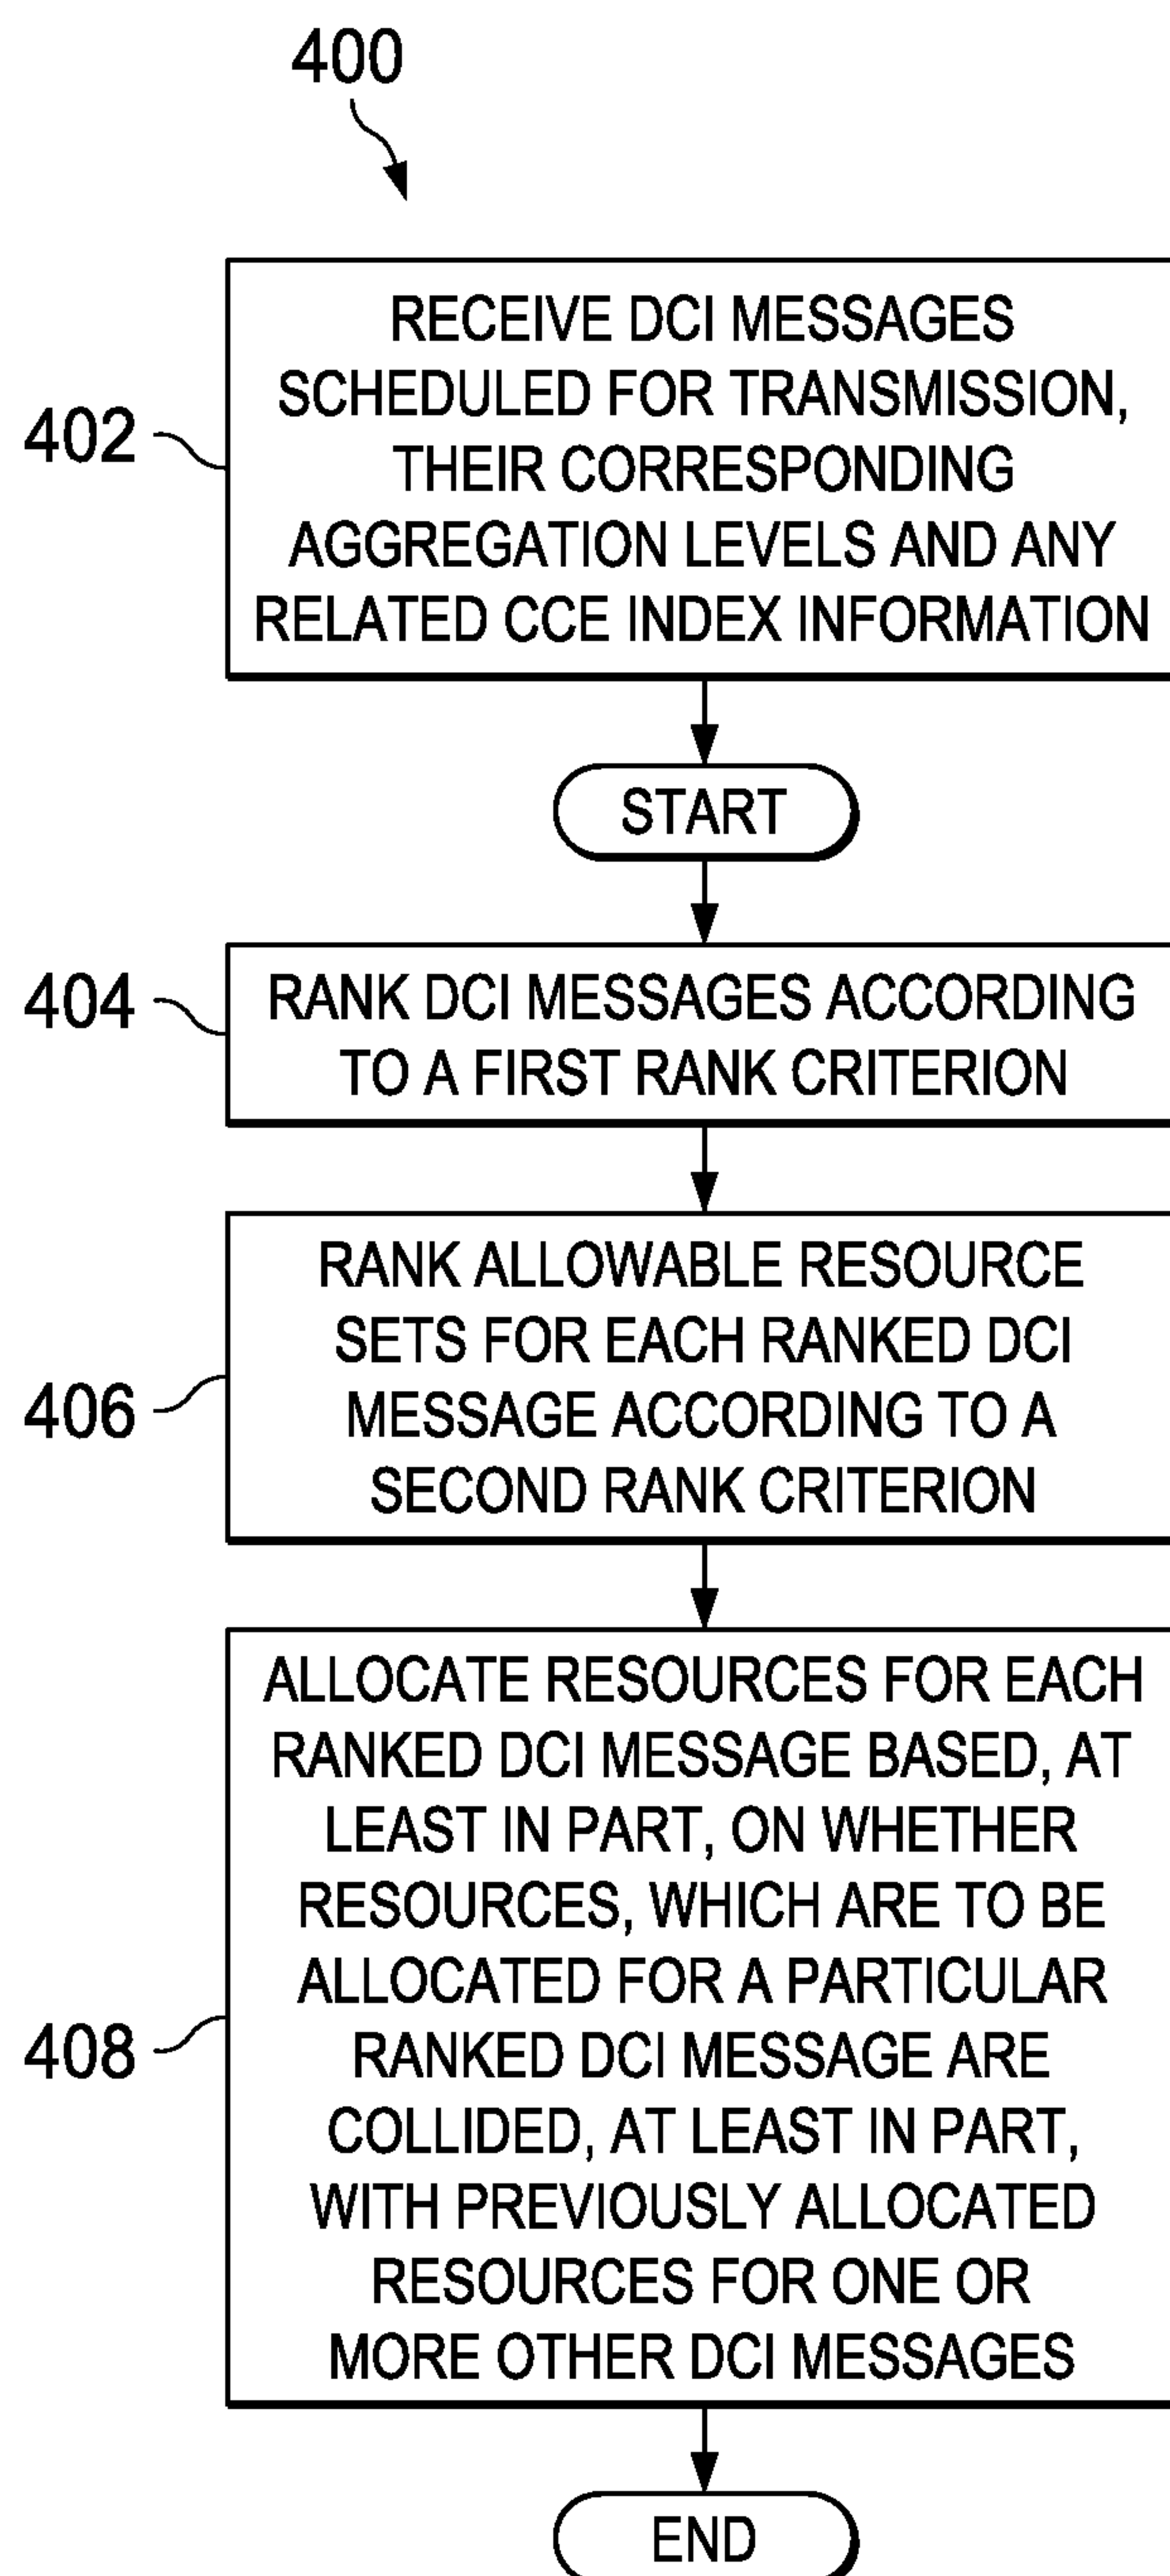 400
402
RECEIVE DCI MESSAGES
SCHEDULED FOR TRANSMISSION,
THEIR CORRESPONDING
AGGREGATION LEVELS AND ANY
RELATED CCE INDEX INFORMATION
START
404
RANK DCI MESSAGES ACCORDING
TO A FIRST RANK CRITERION
406
RANK ALLOWABLE RESOURCE
SETS FOR EACH RANKED DCI
MESSAGE ACCORDING TO A
SECOND RANK CRITERION
408
ALLOCATE RESOURCES FOR EACH
RANKED DCI MESSAGE BASED, AT
LEAST IN PART, ON WHETHER
RESOURCES, WHICH ARE TO BE
ALLOCATED FOR A PARTICULAR
RANKED DCI MESSAGE ARE
COLLIDED, AT LEAST IN PART,
WITH PREVIOUSLY ALLOCATED
RESOURCES FOR ONE OR
MORE OTHER DCI MESSAGES
END